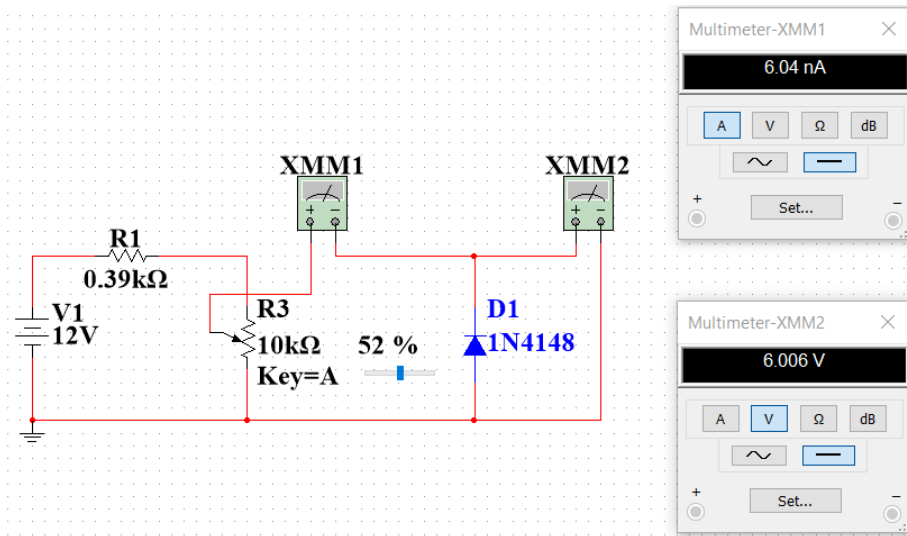 XMM1
XMM2
R1
0.39kΩ
V1
12V
R3
10kΩ
Key=A
52 %
D1
1N4148
+ −
+ −
Multimeter-XMM1
6.04 nA
A V Ω dB
+ −
Set...
Multimeter-XMM2
6.006 V
A V Ω dB
+ −
Set...